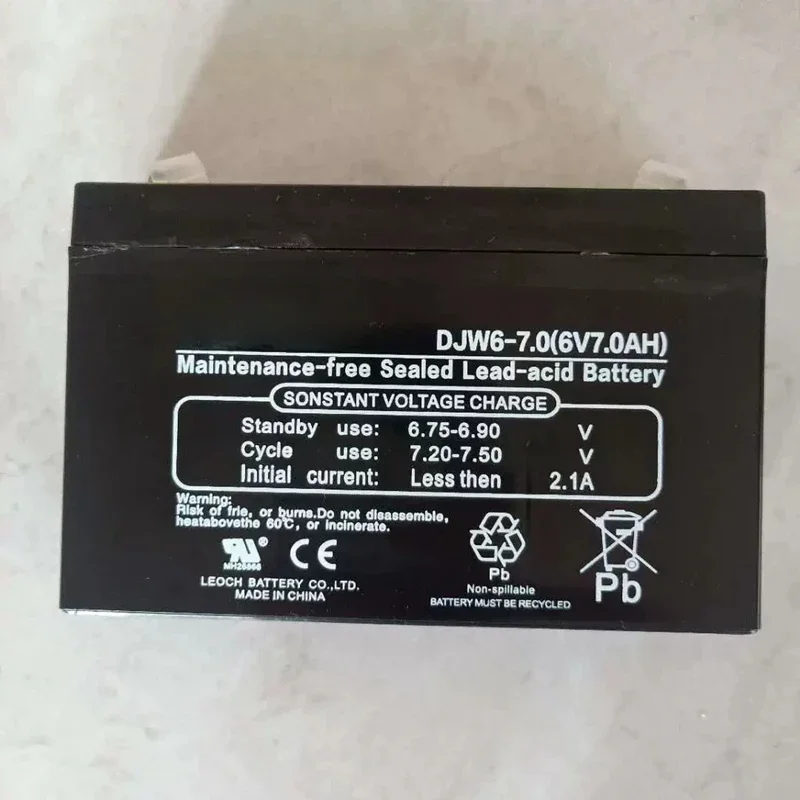 DJW6-7.0(6V7.0AH)
Maintenance-free Sealed Lead-acid Battery
SONSTANT VOLTAGE CHARGE
Standby use: 6.75-6.90 V
Cycle use: 7.20-7.50 V
Initial current: Less then 2.1A
Warning:
Risk of frie, or burns.Do not disassemble,
heatabovethe 60℃, or incinerate.
CE
LEOCH BATTERY CO.,LTD.
MADE IN CHINA
Pb
Non-spillable
BATTERY MUST BE RECYCLED
Pb